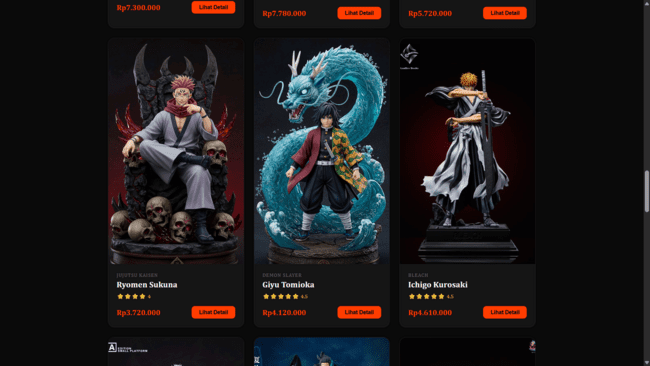 Rp7.300.000
Lihat Detail
Rp7.700.000
Lihat Detail
Rp5.720.000
Lihat Detail
JUJUTSU KAISEN
Ryomen Sukuna
4
Rp3.720.000
Lihat Detail
DEMON SLAYER
Giyu Tomioka
4.5
Rp4.120.000
Lihat Detail
BLEACH
Ichigo Kurosaki
4.5
Rp4.610.000
Lihat Detail